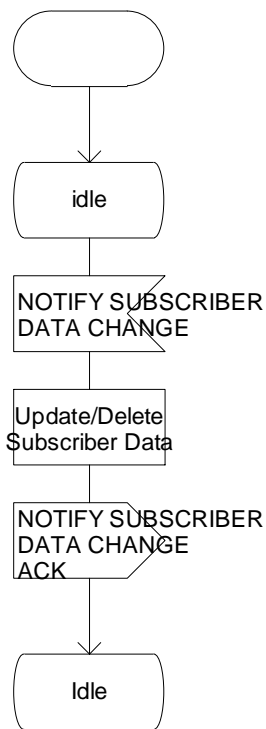 idle
NOTIFY SUBSCRIBER
DATA CHANGE
Update/Delete
Subscriber Data
NOTIFY SUBSCRIBER
DATA CHANGE
ACK
Idle